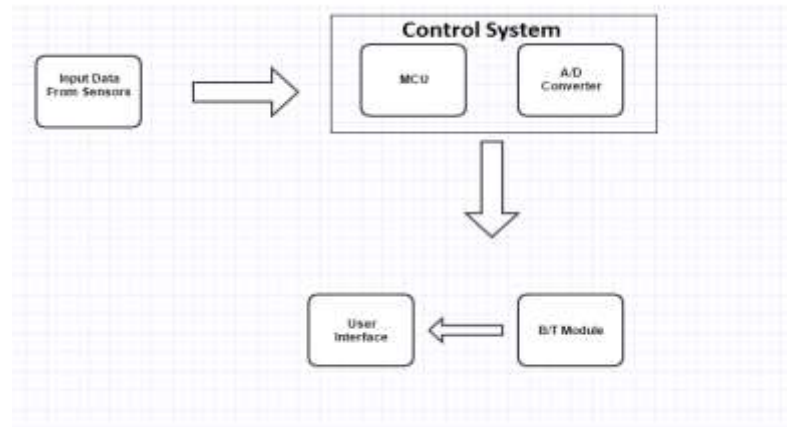 Control System
Input Data
From Sensors
MCU
A/D
Converter
User
Interface
B/T Module